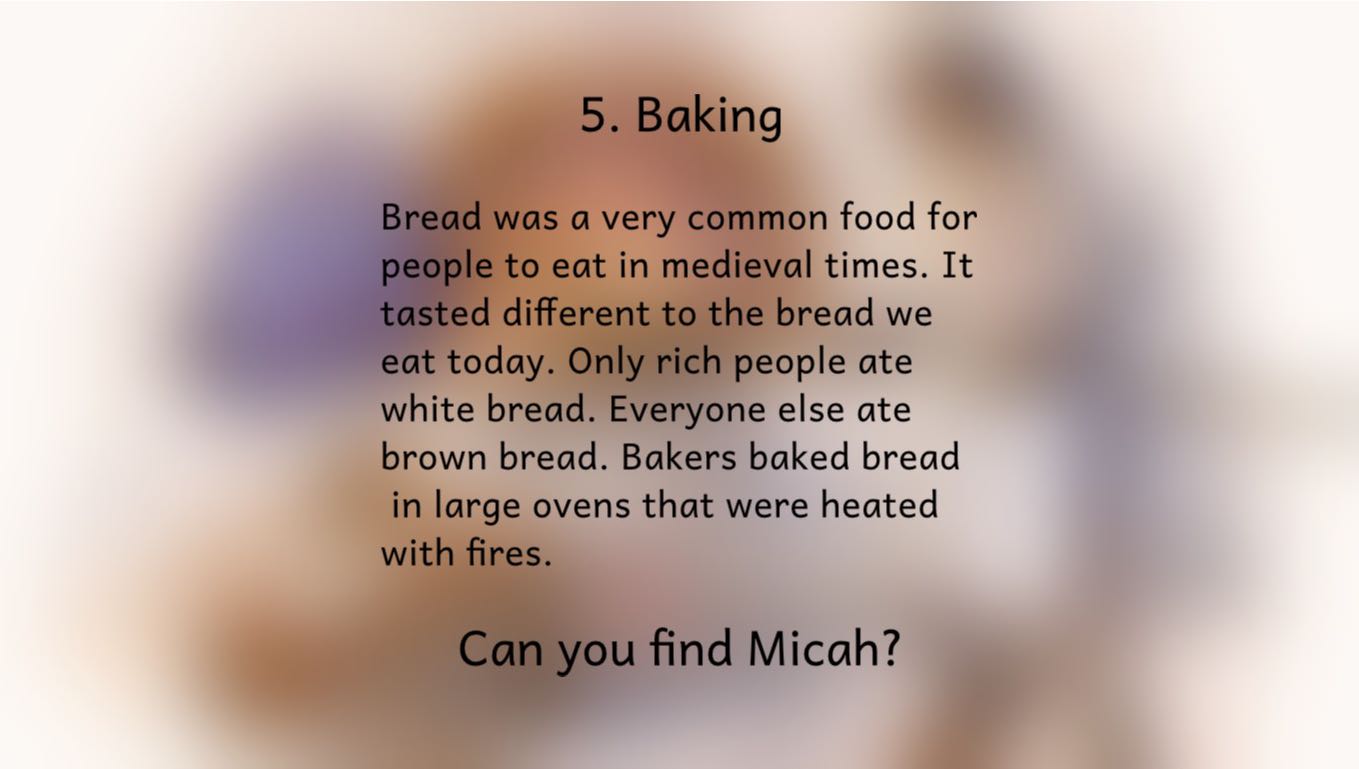 5. Baking
Bread was a very common food for
people to eat in medieval times. It
tasted different to the bread we
eat today. Only rich people ate
white bread. Everyone else ate
brown bread. Bakers baked bread
in large ovens that were heated
with fires.
Can you find Micah?